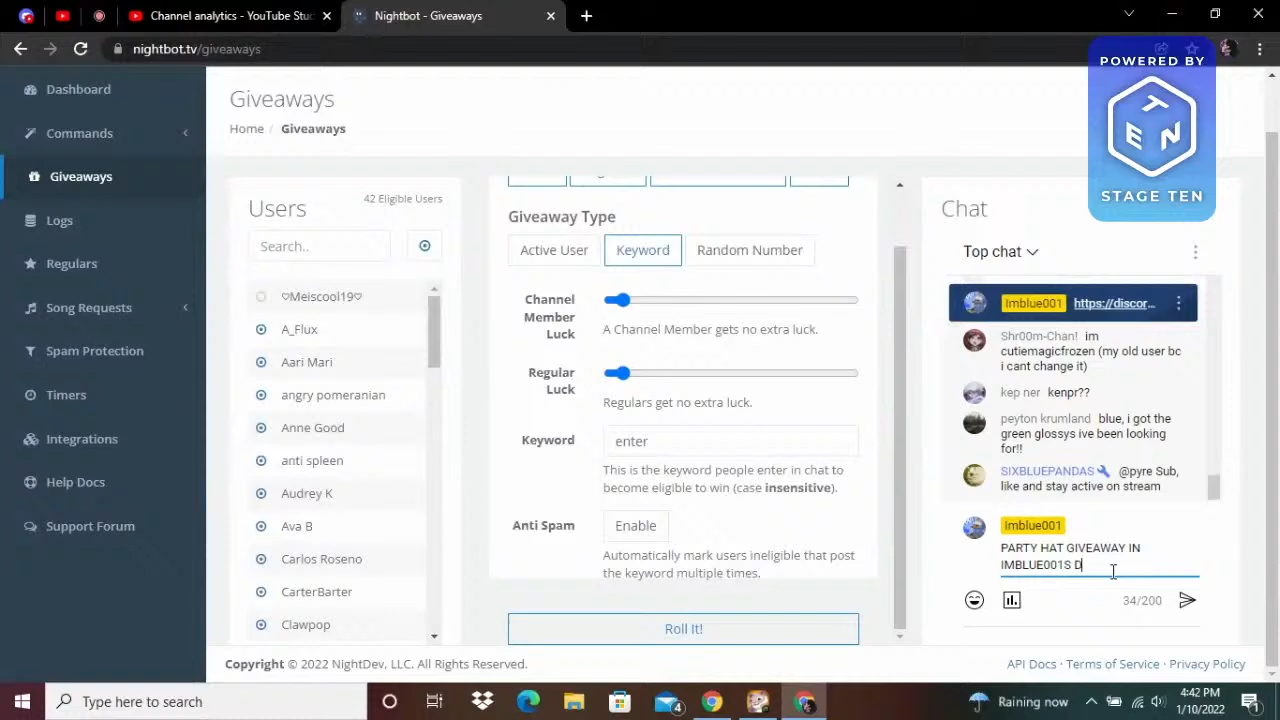 Channel analytics - YouTube Stu
Nightbot - Giveaways
nightbot.tv/giveaways
POWERED BY
TEN
STAGE TEN
Dashboard
Commands
Giveaways
Logs
Regulars
Song Requests
Spam Protection
Timers
Integrations
Help Docs
Support Forum
Giveaways
Home / Giveaways
Users
42 Eligible Users
Search..
♡Meiscool19♡
A_Flux
Aari Mari
angry pomeranian
Anne Good
anti spleen
Audrey K
Ava B
Carlos Roseno
CarterBarter
Clawpop
Giveaway Type
Active User
Keyword
Random Number
Channel
Member
Luck
A Channel Member gets no extra luck.
Regular
Luck
Regulars get no extra luck.
Keyword
enter
This is the keyword people enter in chat to
become eligible to win (case insensitive).
Anti Spam
Enable
Automatically mark users ineligible that post
the keyword multiple times.
Roll It!
Chat
Top chat
Imblue001 https://discor...
Shr00m-Chan! im
cutiemagicfrozen (my old user bc
i cant change it)
kep ner kenpr??
peyton krumland blue, i got the
green glossys ive been looking
for!!
SIXBLUEPANDAS @pyre Sub,
like and stay active on stream
Imblue001
PARTY HAT GIVEAWAY IN
IMBLUE001S D
34/200
Copyright © 2022 NightDev, LLC. All Rights Reserved.
API Docs · Terms of Service · Privacy Policy
Type here to search
4
Raining now
4:42 PM
1/10/2022
1